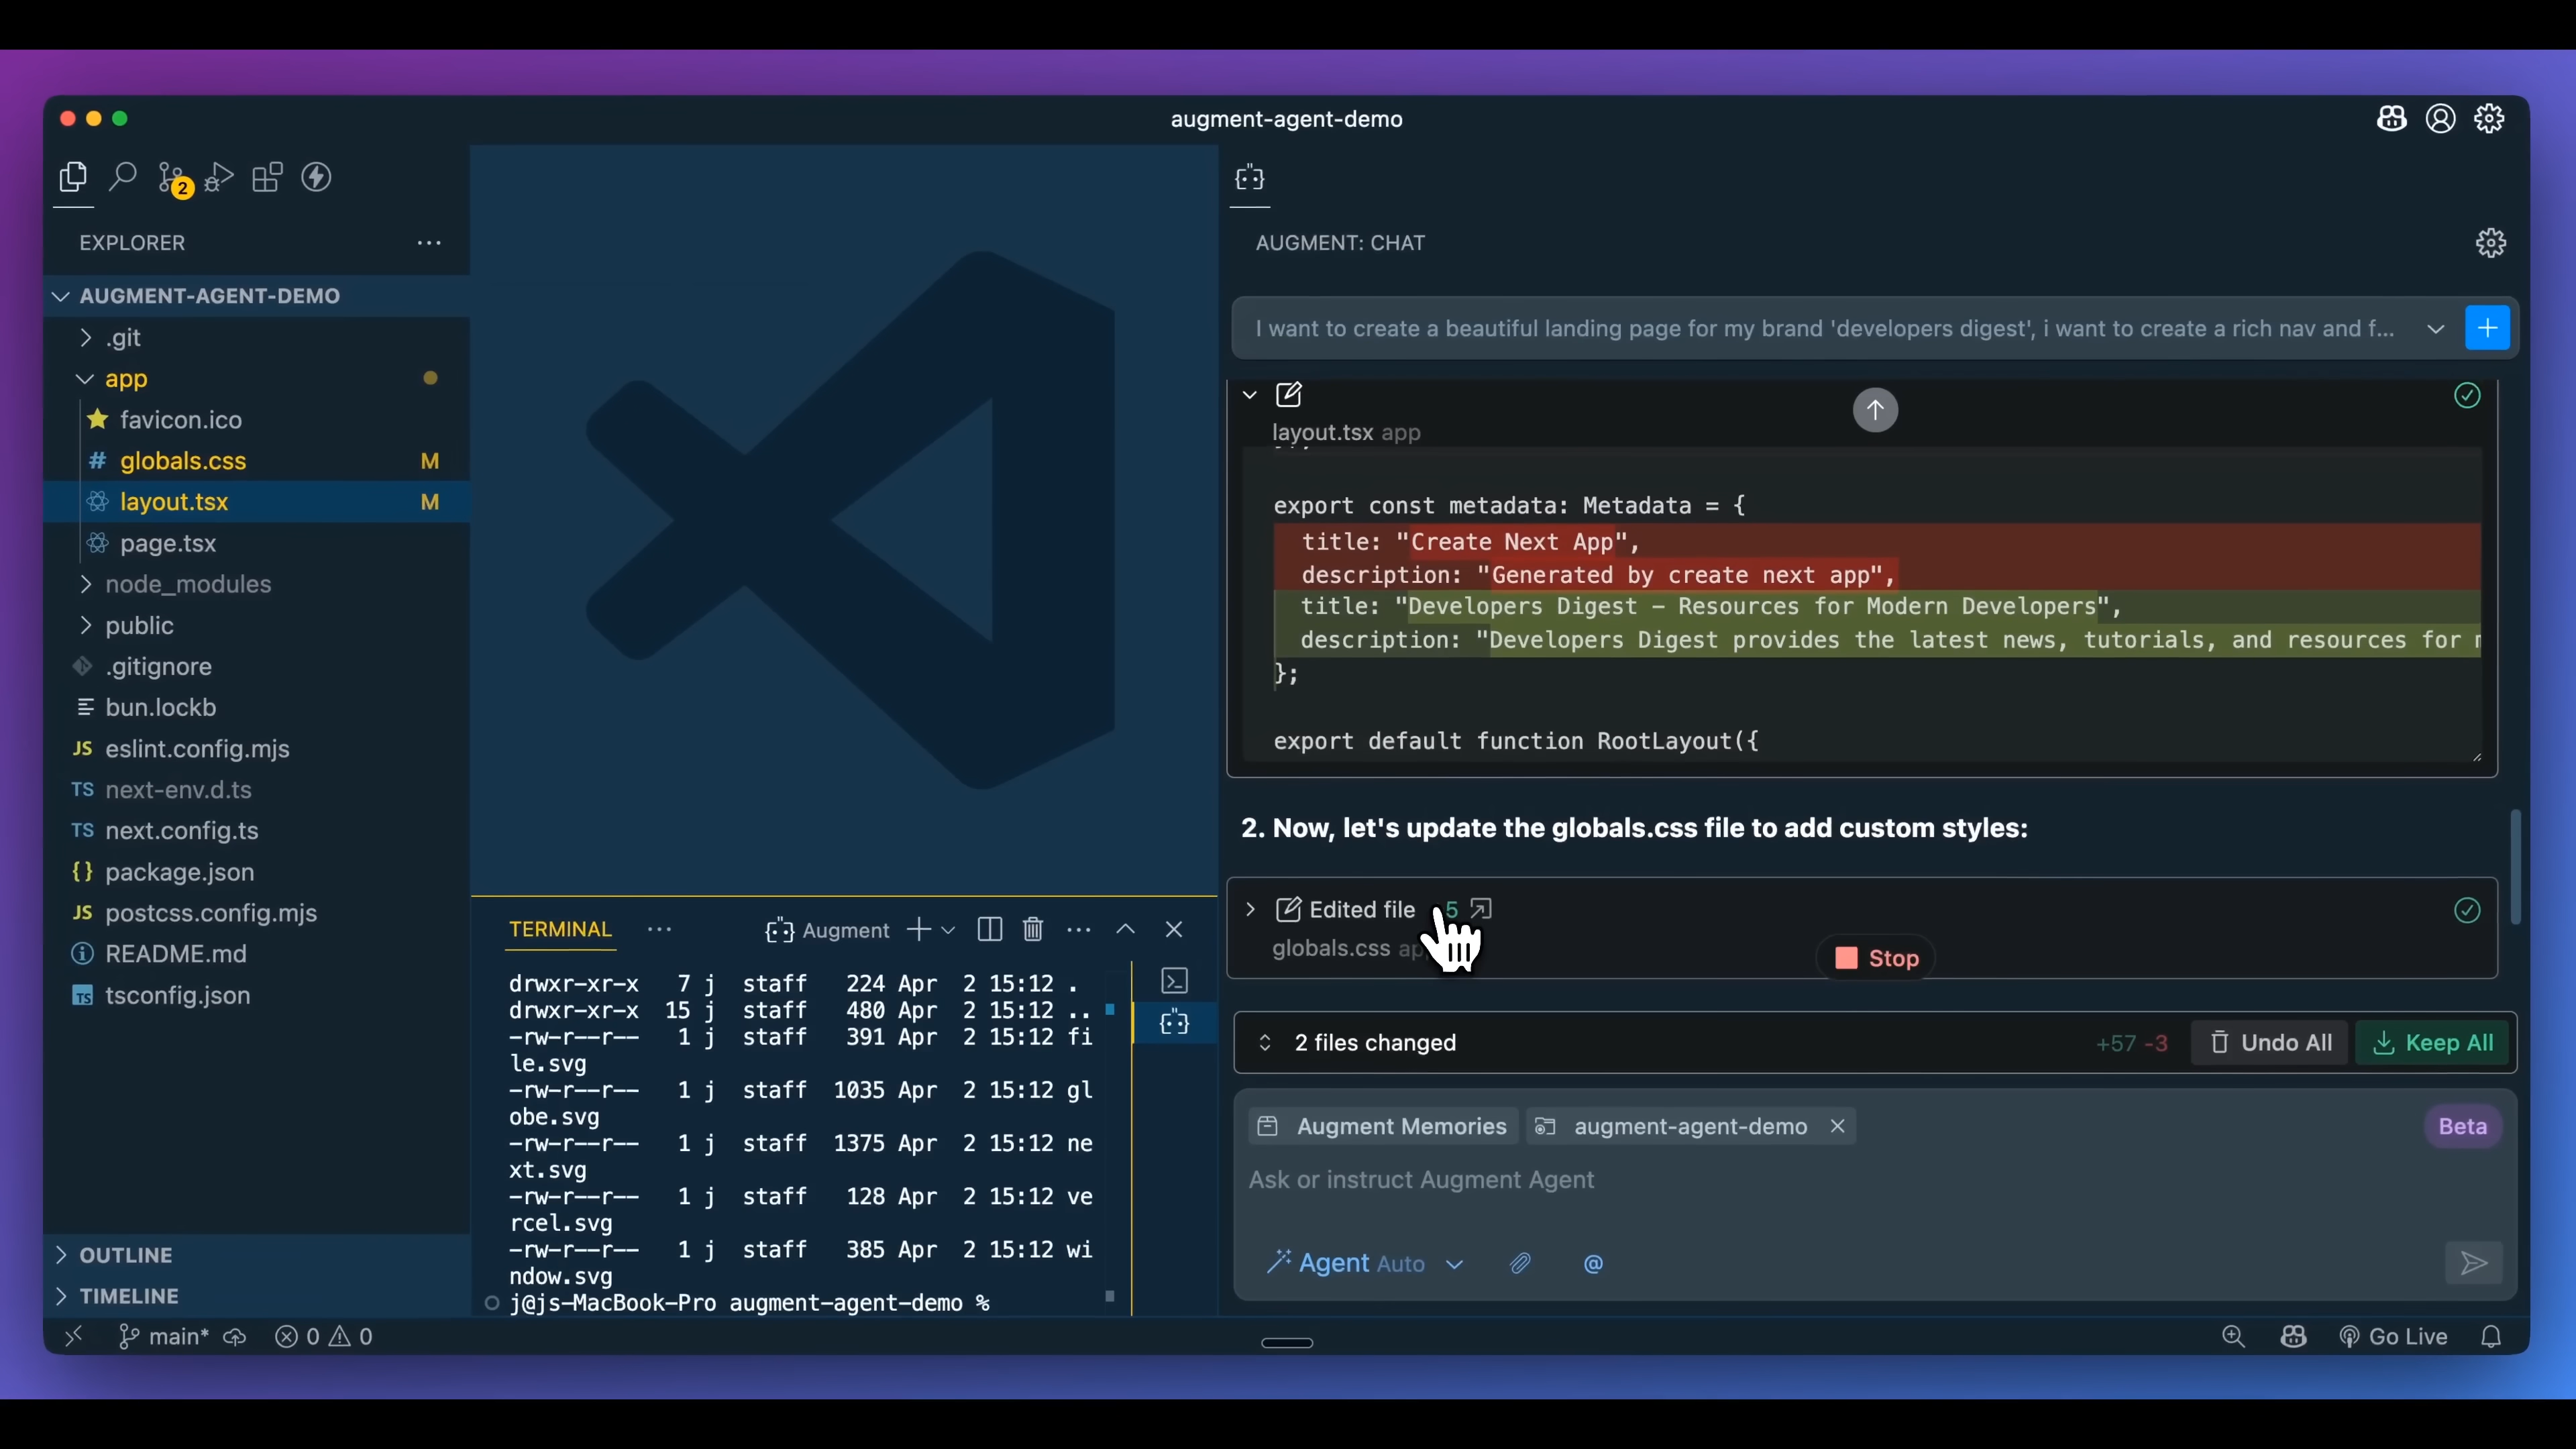 augment-agent-demo
2
EXPLORER
AUGMENT-AGENT-DEMO
.git
app
favicon.ico
# globals.css M
layout.tsx M
page.tsx
node_modules
public
.gitignore
bun.lockb
JS eslint.config.mjs
TS next-env.d.ts
TS next.config.ts
{} package.json
JS postcss.config.mjs
README.md
TS tsconfig.json
OUTLINE
TIMELINE
TERMINAL
Augment
drwxr-xr-x 7 j staff 224 Apr 2 15:12 .
drwxr-xr-x 15 j staff 480 Apr 2 15:12 ..
-rw-r--r-- 1 j staff 391 Apr 2 15:12 fi
le.svg
-rw-r--r-- 1 j staff 1035 Apr 2 15:12 gl
obe.svg
-rw-r--r-- 1 j staff 1375 Apr 2 15:12 ne
xt.svg
-rw-r--r-- 1 j staff 128 Apr 2 15:12 ve
rcel.svg
-rw-r--r-- 1 j staff 385 Apr 2 15:12 wi
ndow.svg
j@js-MacBook-Pro augment-agent-demo %
AUGMENT: CHAT
I want to create a beautiful landing page for my brand 'developers digest', i want to create a rich nav and f...
layout.tsx app
export const metadata: Metadata = {
title: "Create Next App",
description: "Generated by create next app",
title: "Developers Digest - Resources for Modern Developers",
description: "Developers Digest provides the latest news, tutorials, and resources for
};
export default function RootLayout({
2. Now, let's update the globals.css file to add custom styles:
Edited file
globals.css
Stop
2 files changed +57 -3 Undo All Keep All
Augment Memories augment-agent-demo
Beta
Ask or instruct Augment Agent
Agent Auto @
main* 0 0
Go Live